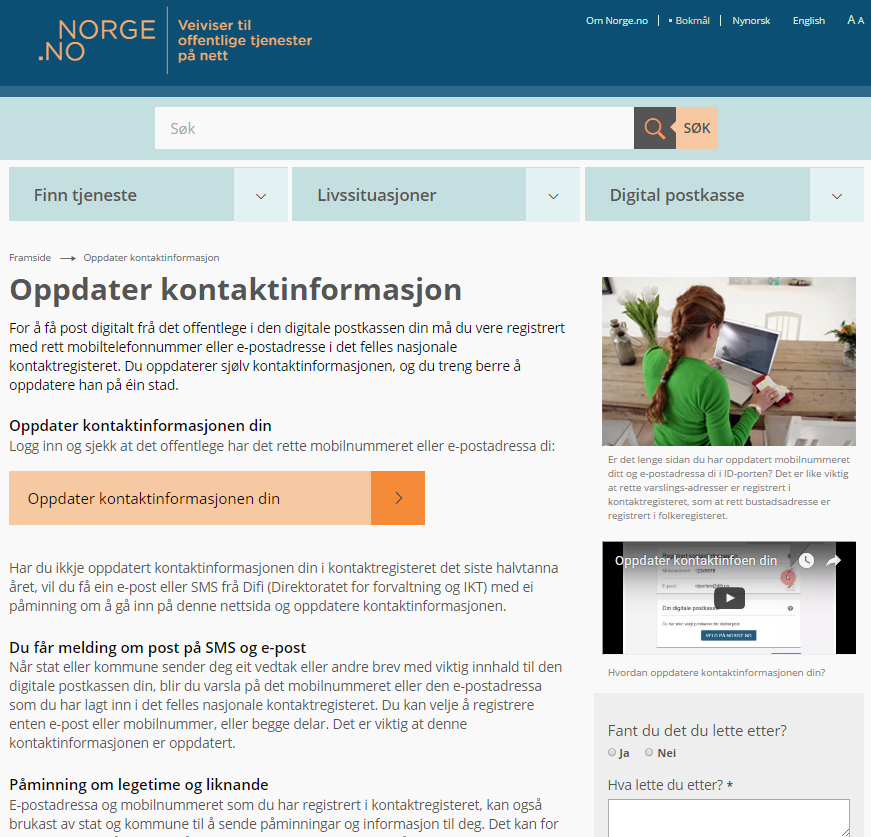 .NORGE
.NO
Veiviser til
offentlige tjenester
på nett
Om Norge.no
Bokmål
Nynorsk
English
A A
Søk
SØK
Finn tjeneste
Livssituasjoner
Digital postkasse
Framside
Oppdater kontaktinformasjon
Oppdater kontaktinformasjon
For å få post digitalt frå det offentlege i den digitale postkassen din må du vere registrert
med rett mobiltelefonnummer eller e-postadresse i det felles nasjonale
kontaktregisteret. Du oppdaterer sjølv kontaktinformasjonen, og du treng berre å
oppdatere han på éin stad.
Oppdater kontaktinformasjonen din
Logg inn og sjekk at det offentlege har det rette mobilnummeret eller e-postadressa di:
Oppdater kontaktinformasjonen din
Har du ikkje oppdatert kontaktinformasjonen din i kontaktregisteret det siste halvtanna
året, vil du få ein e-post eller SMS frå Difi (Direktoratet for forvaltning og IKT) med ei
påminning om å gå inn på denne nettsida og oppdatere kontaktinformasjonen.
Du får melding om post på SMS og e-post
Når stat eller kommune sender deg eit vedtak eller andre brev med viktig innhald til den
digitale postkassen din, blir du varsla på det mobilnummeret eller den e-postadressa
som du har lagt inn i det felles nasjonale kontaktregisteret. Du kan velje å registrere
enten e-post eller mobilnummer, eller begge delar. Det er viktig at denne
kontaktinformasjonen er oppdatert.
Påminning om legetime og liknande
E-postadressa og mobilnummeret som du har registrert i kontaktregisteret, kan også
brukast av stat og kommune til å sende påminningar og informasjon til deg. Det kan for
Er det lenge sidan du har oppdatert mobilnummeret
ditt og e-postadressa di i ID-porten? Det er like viktig
at rette varslings-adresser er registrert i
kontaktregisteret, som at rett bustadsadresse er
registrert i folkeregisteret.
Oppdater kontaktinfoen din
E-post
Din digitale postkasse
VELG PÅ NORGE.NO
Hvordan oppdatere kontaktinformasjonen din?
Fant du det du lette etter?
Ja
Nei
Hva lette du etter? *